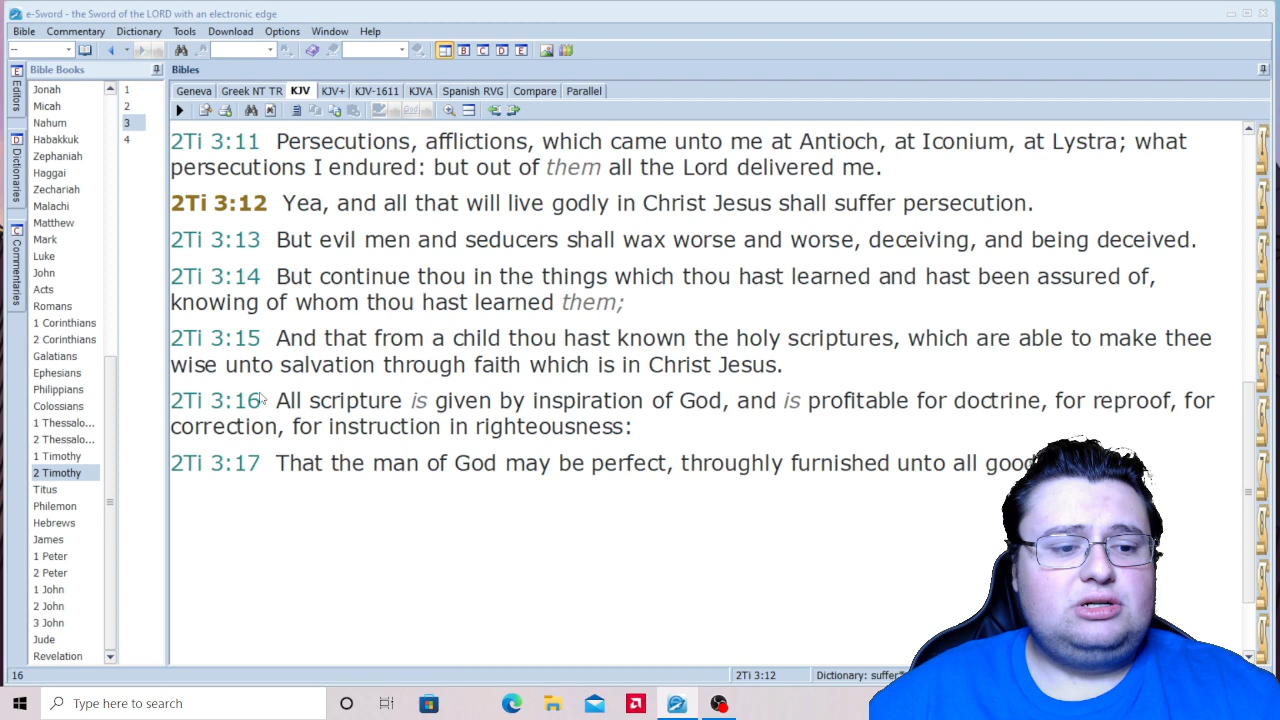 e-Sword - the Sword of the LORD with an electronic edge
Bible Commentary Dictionary Tools Download Options Window Help
B C D E
Bible Books
Bibles
E Editors
D Dictionaries
C Commentaries
Jonah
Micah
Nahum
Habakkuk
Zephaniah
Haggai
Zechariah
Malachi
Matthew
Mark
Luke
John
Acts
Romans
1 Corinthians
2 Corinthians
Galatians
Ephesians
Philippians
Colossians
1 Thessalo...
2 Thessalo...
1 Timothy
2 Timothy
Titus
Philemon
Hebrews
James
1 Peter
2 Peter
1 John
2 John
3 John
Jude
Revelation
1
2
3
4
Geneva Greek NT TR KJV KJV+ KJV-1611 KJVA Spanish RVG Compare Parallel
God
2Ti 3:11 Persecutions, afflictions, which came unto me at Antioch, at Iconium, at Lystra; what
persecutions I endured: but out of them all the Lord delivered me.
2Ti 3:12 Yea, and all that will live godly in Christ Jesus shall suffer persecution.
2Ti 3:13 But evil men and seducers shall wax worse and worse, deceiving, and being deceived.
2Ti 3:14 But continue thou in the things which thou hast learned and hast been assured of,
knowing of whom thou hast learned them;
2Ti 3:15 And that from a child thou hast known the holy scriptures, which are able to make thee
wise unto salvation through faith which is in Christ Jesus.
2Ti 3:16 All scripture is given by inspiration of God, and is profitable for doctrine, for reproof, for
correction, for instruction in righteousness:
2Ti 3:17 That the man of God may be perfect, throughly furnished unto all good
16
2Ti 3:12
Dictionary: suffer
Type here to search